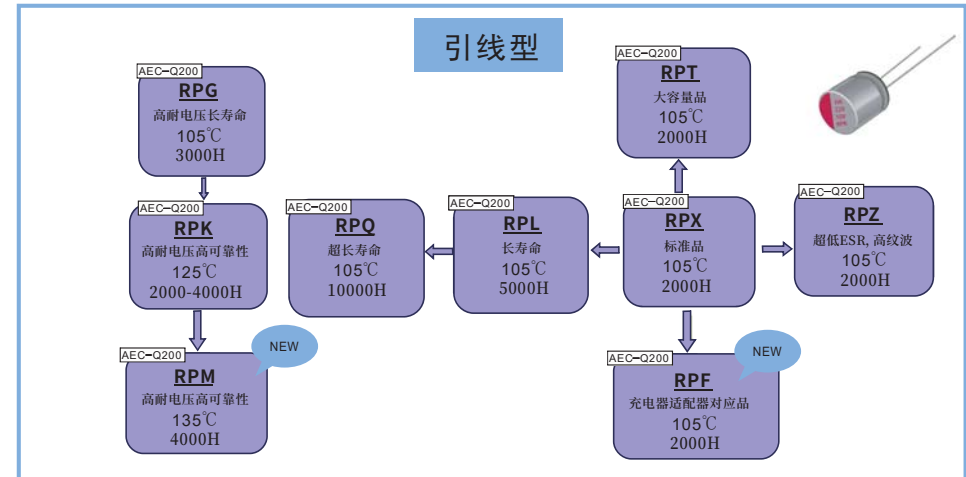 引线型
AEC-Q200
RPG
高耐电压长寿命
105℃
3000H
AEC-Q200
RPT
大容量品
105℃
2000H
AEC-Q200
RPK
高耐电压高可靠性
125℃
2000-4000H
AEC-Q200
RPQ
超长寿命
105℃
10000H
AEC-Q200
RPL
长寿命
105℃
5000H
AEC-Q200
RPX
标准品
105℃
2000H
AEC-Q200
RPZ
超低ESR, 高纹波
105℃
2000H
NEW
AEC-Q200
RPM
高耐电压高可靠性
135℃
4000H
NEW
AEC-Q200
RPF
充电器适配器对应品
105℃
2000H